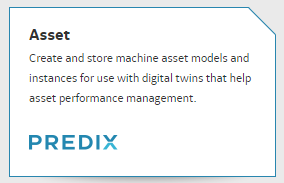 Asset
Create and store machine asset models and
instances for use with digital twins that help
asset performance management.
PREDIX